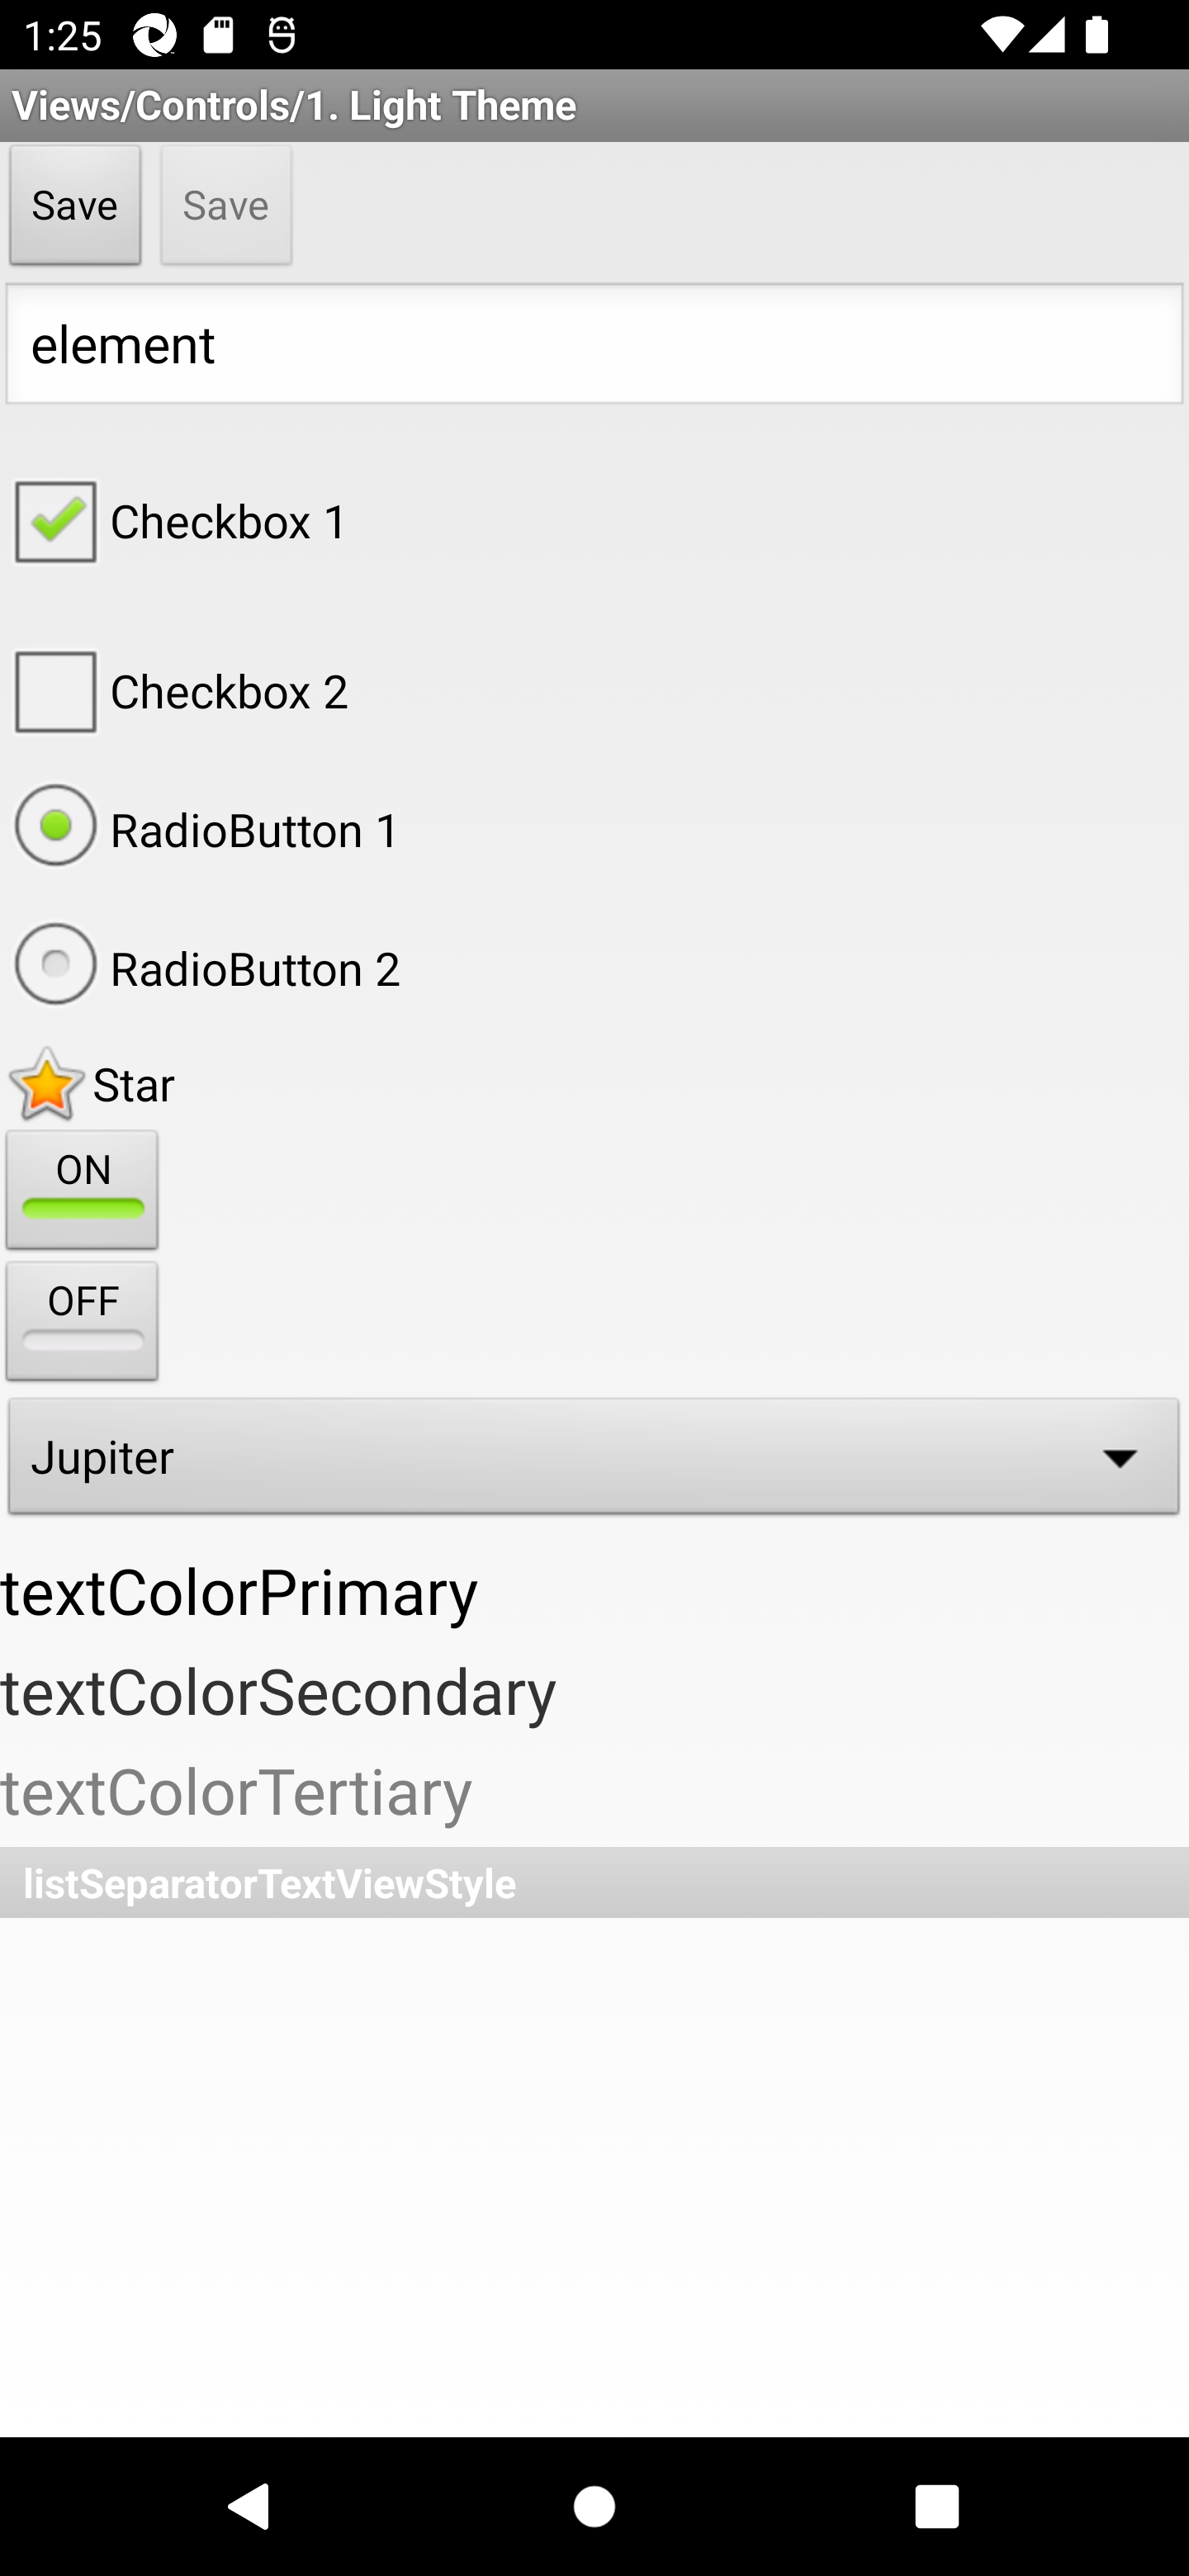 1:25
Views/Controls/1. Light Theme
Save Save
element
Checkbox 1
Checkbox 2
RadioButton 1
RadioButton 2
Star
ON
OFF
Jupiter
textColorPrimary
textColorSecondary
textColorTertiary
listSeparatorTextViewStyle